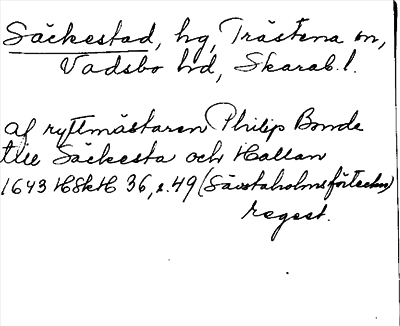 Säckestad, hg, Trästena sn,
Vadsbo hd, Skarab. l.
af ryttmästaren Philip Bonde
till Säckesta och Hallan
1643 HSkH 36, s. 49 (Sävstaholmsförteckn)
regest.